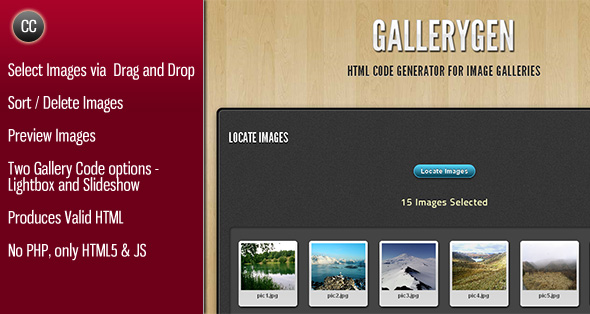 CC
Select Images via Drag and Drop
Sort / Delete Images
Preview Images
Two Gallery Code options -
Lightbox and Slideshow
Produces Valid HTML
No PHP, only HTML5 & JS
GALLERYGEN
HTML CODE GENERATOR FOR IMAGE GALLERIES
LOCATE IMAGES
Locate Images
15 Images Selected
pic1.jpg
pic2.jpg
pic3.jpg
pic4.jpg
pic5.jpg